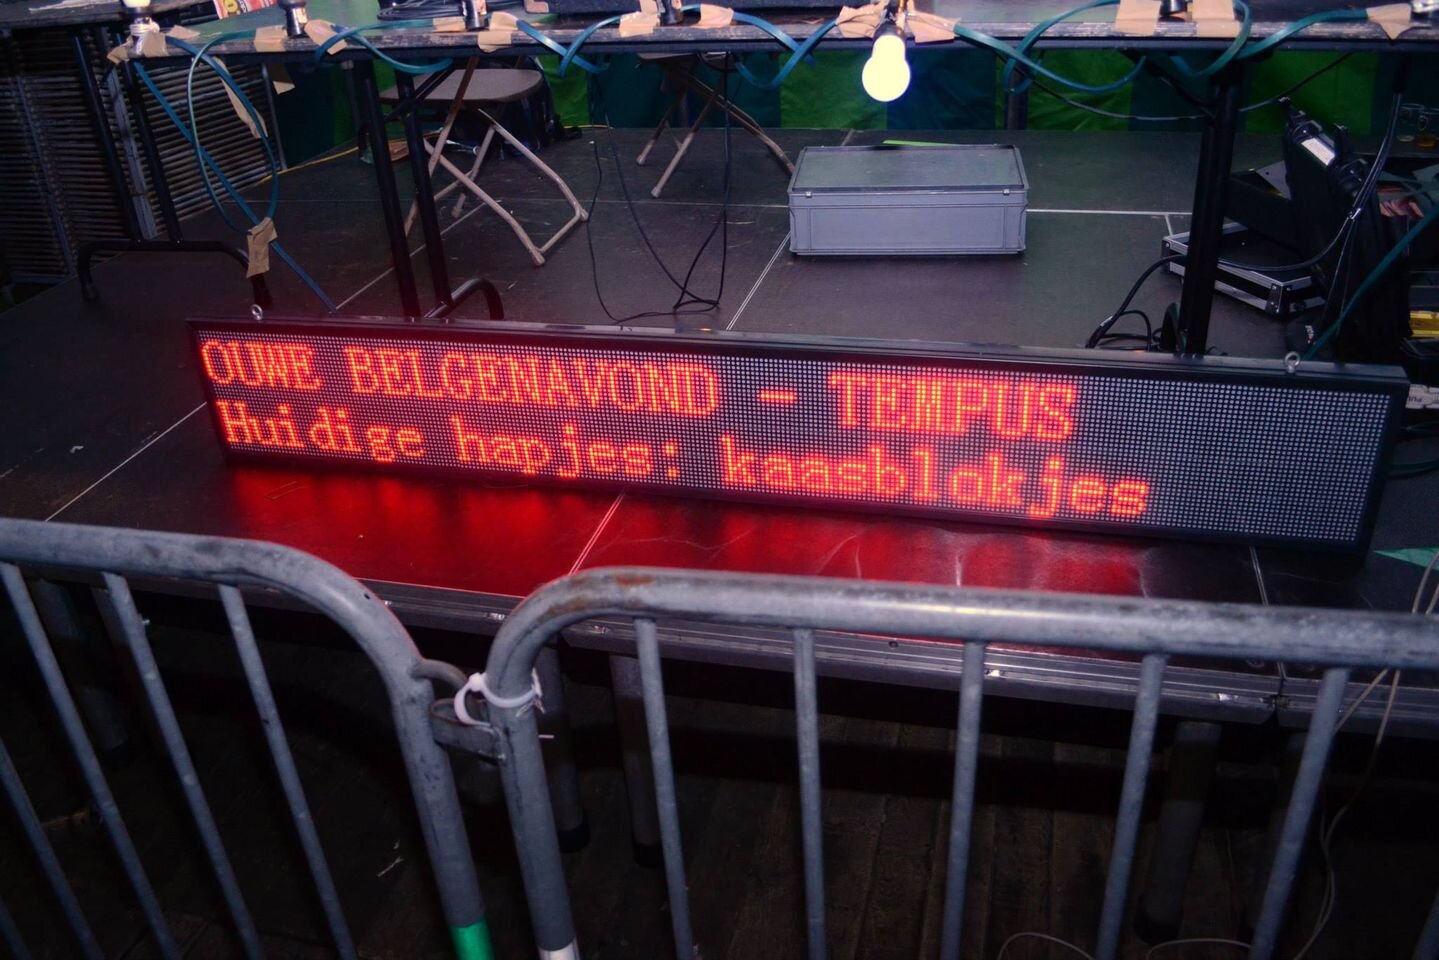 OUWE BELGENAVOND - TEMPUS
Huidige hapjes: kaasblokjes